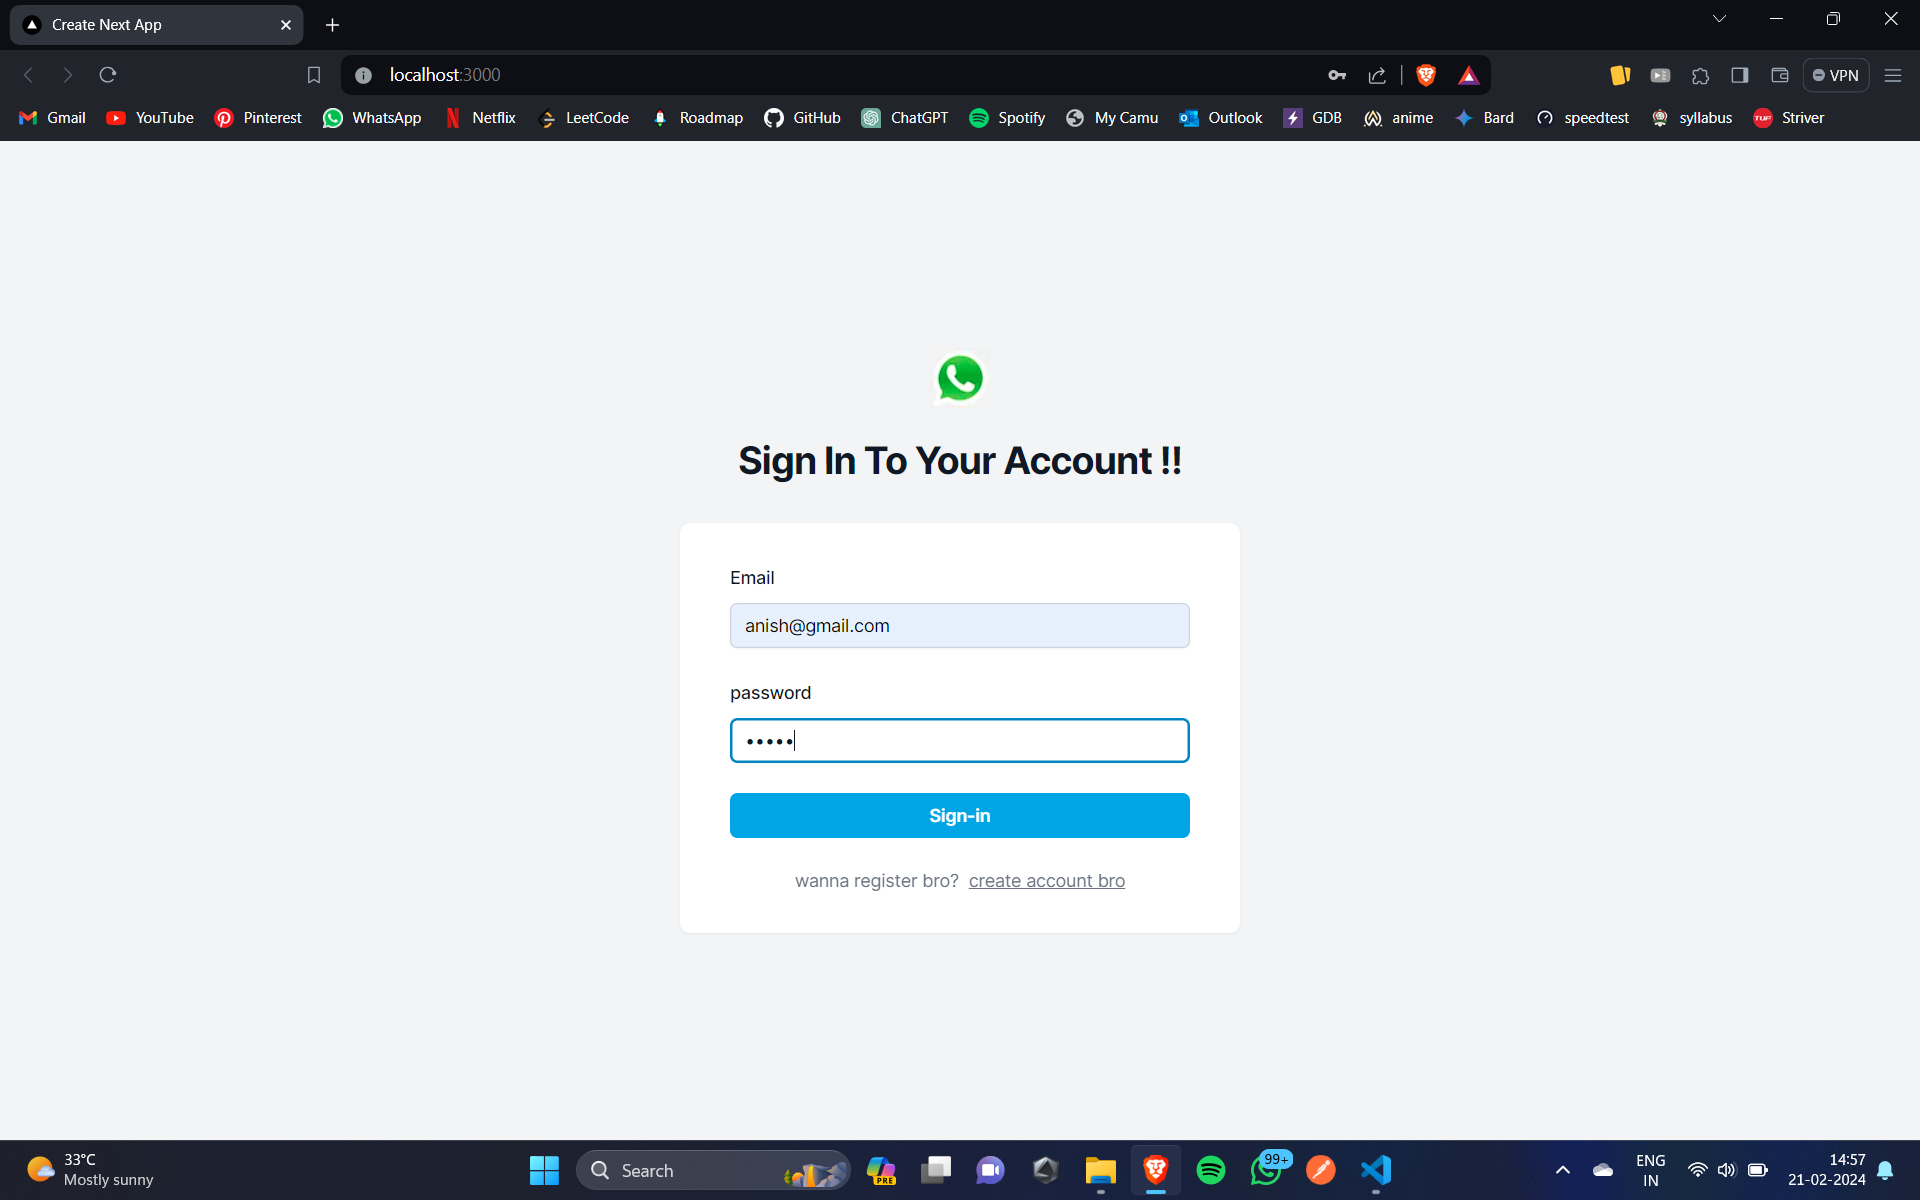 Create Next App
localhost:3000
VPN
Gmail YouTube Pinterest WhatsApp Netflix LeetCode Roadmap GitHub ChatGPT Spotify My Camu Outlook GDB anime Bard speedtest syllabus Striver
Sign In To Your Account !!
Email
anish@gmail.com
password
•••••
Sign-in
wanna register bro? create account bro
33°C
Mostly sunny
Search
PRE
99+
ENG
IN
14:57
21-02-2024